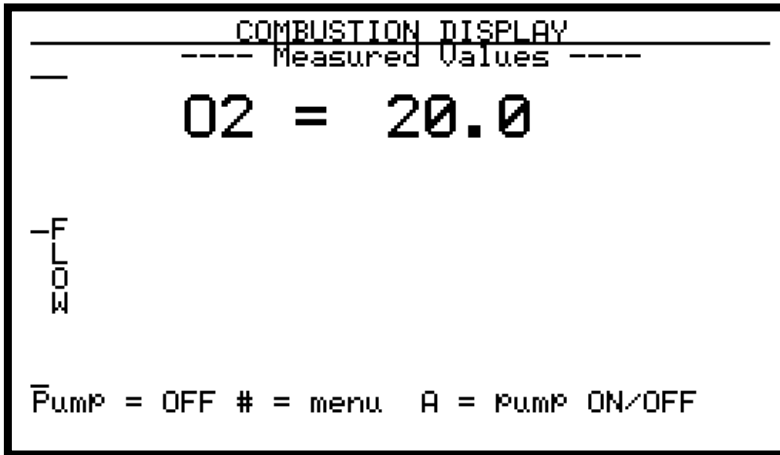 COMBUSTION DISPLAY
---- Measured Values ----
O2 = 20.0
F
L
O
W
Pump = OFF # = menu A = pump ON/OFF